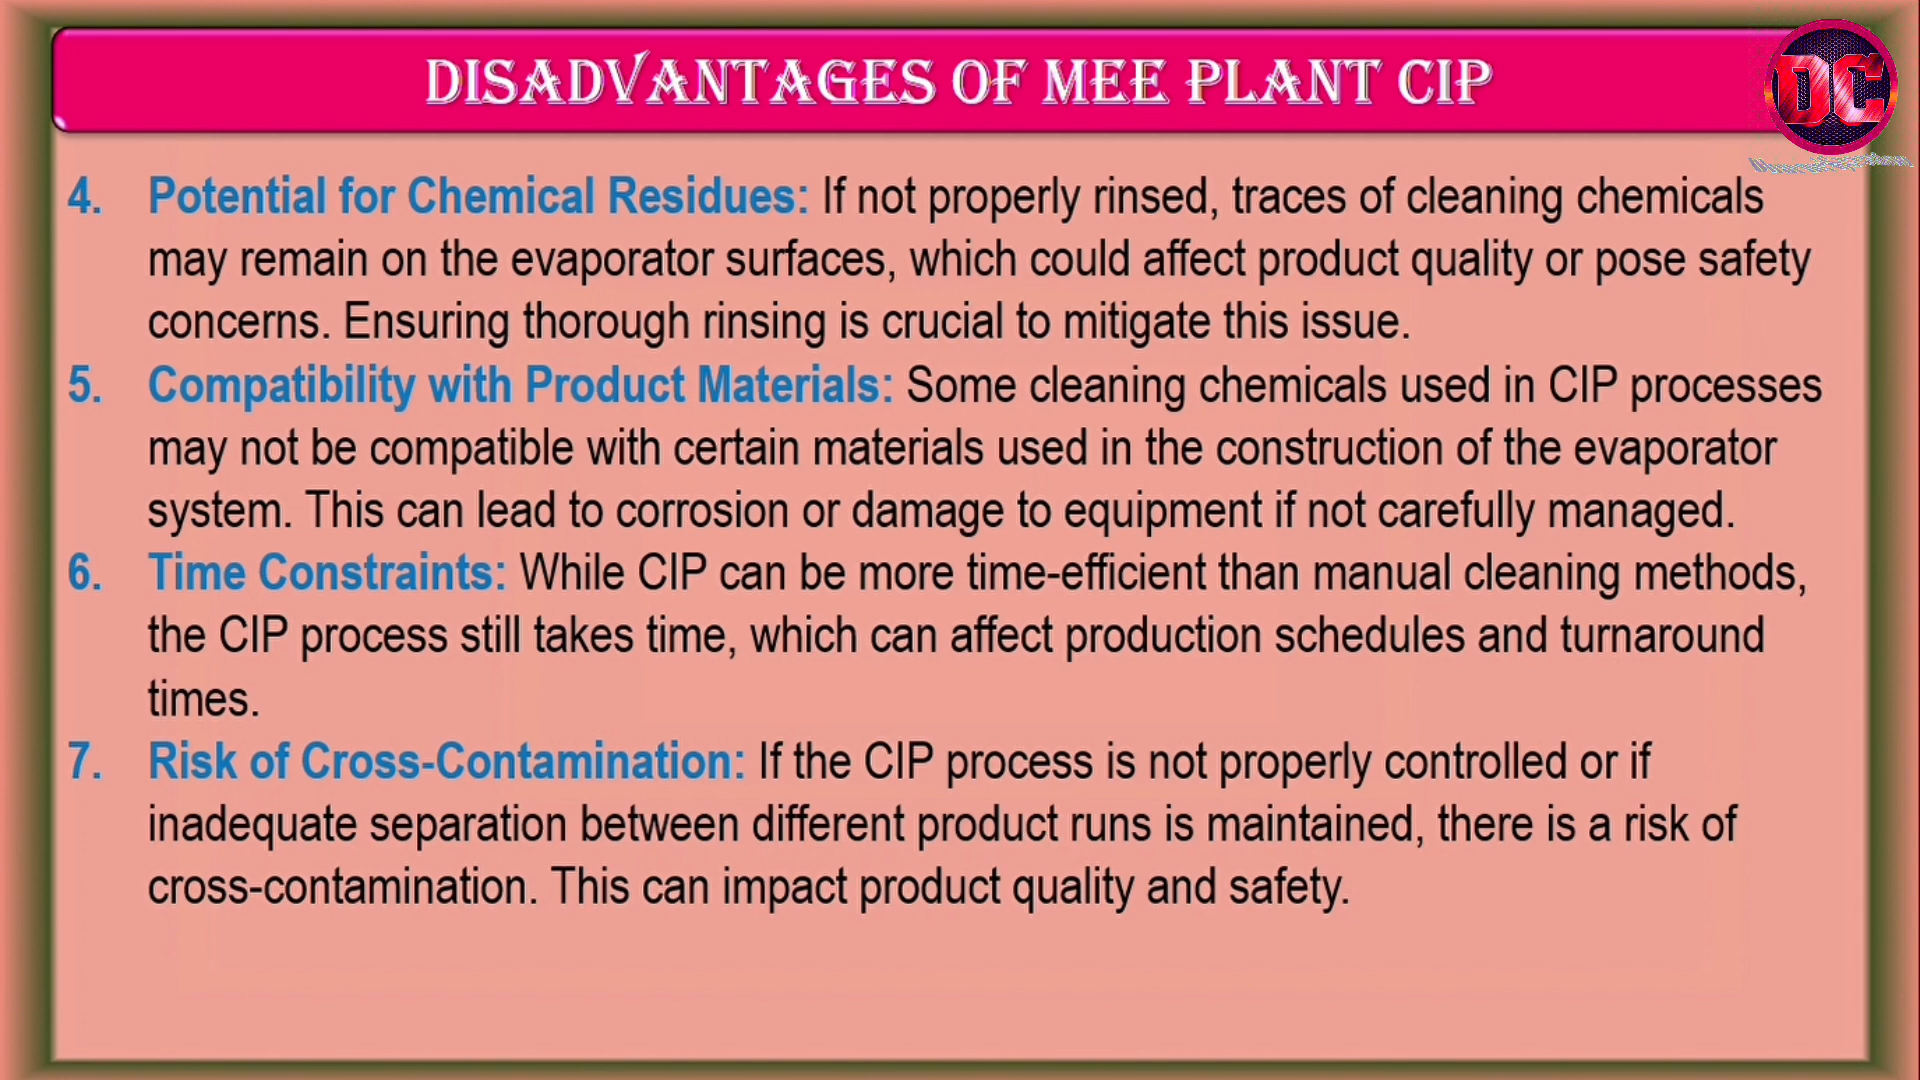 DISADVANTAGES OF MEE PLANT CIP
DC
4. Potential for Chemical Residues: If not properly rinsed, traces of cleaning chemicals
may remain on the evaporator surfaces, which could affect product quality or pose safety
concerns. Ensuring thorough rinsing is crucial to mitigate this issue.
5. Compatibility with Product Materials: Some cleaning chemicals used in CIP processes
may not be compatible with certain materials used in the construction of the evaporator
system. This can lead to corrosion or damage to equipment if not carefully managed.
6. Time Constraints: While CIP can be more time-efficient than manual cleaning methods,
the CIP process still takes time, which can affect production schedules and turnaround
times.
7. Risk of Cross-Contamination: If the CIP process is not properly controlled or if
inadequate separation between different product runs is maintained, there is a risk of
cross-contamination. This can impact product quality and safety.